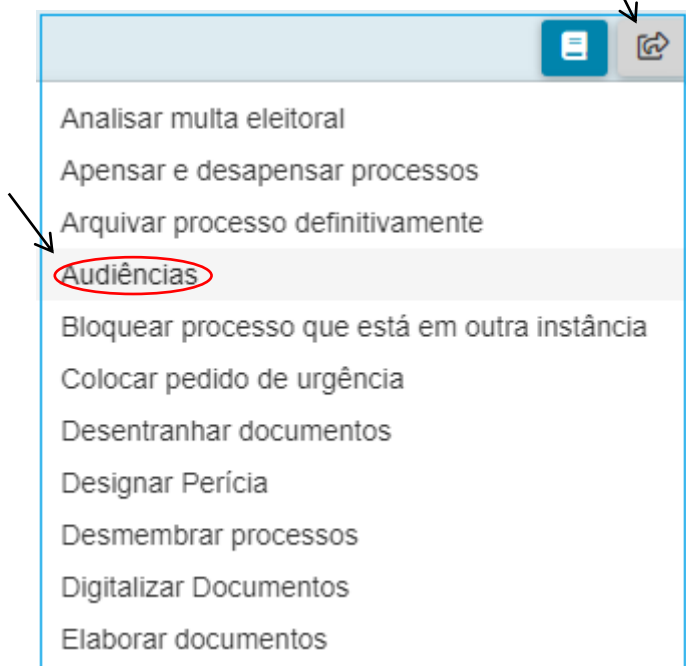 Analisar multa eleitoral
Apensar e desapensar processos
Arquivar processo definitivamente
Audiências
Bloquear processo que está em outra instância
Colocar pedido de urgência
Desentranhar documentos
Designar Perícia
Desmembrar processos
Digitalizar Documentos
Elaborar documentos